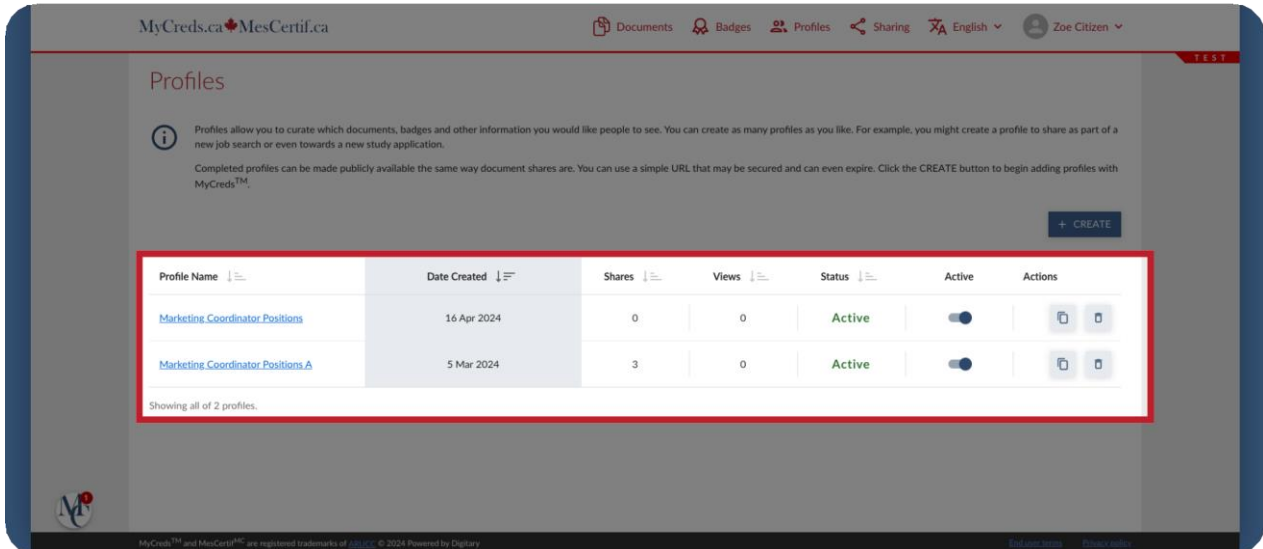 MyCreds.ca MesCertif.ca
Documents Badges Profiles Sharing English Zoe Citizen
TEST
Profiles
Profiles allow you to curate which documents, badges and other information you would like people to see. You can create as many profiles as you like. For example, you might create a profile to share as part of a
new job search or even towards a new study application.
Completed profiles can be made publicly available the same way document shares are. You can use a simple URL that may be secured and can even expire. Click the CREATE button to begin adding profiles with
MyCreds™.
+ CREATE
Profile Name Date Created Shares Views Status Active Actions
Marketing Coordinator Positions 16 Apr 2024 0 0 Active
Marketing Coordinator Positions A 5 Mar 2024 3 0 Active
Showing all of 2 profiles.
MC 1
MyCreds™ and MesCertif MC are registered trademarks of ARUCC © 2024 Powered by Digitary
End user terms Privacy policy